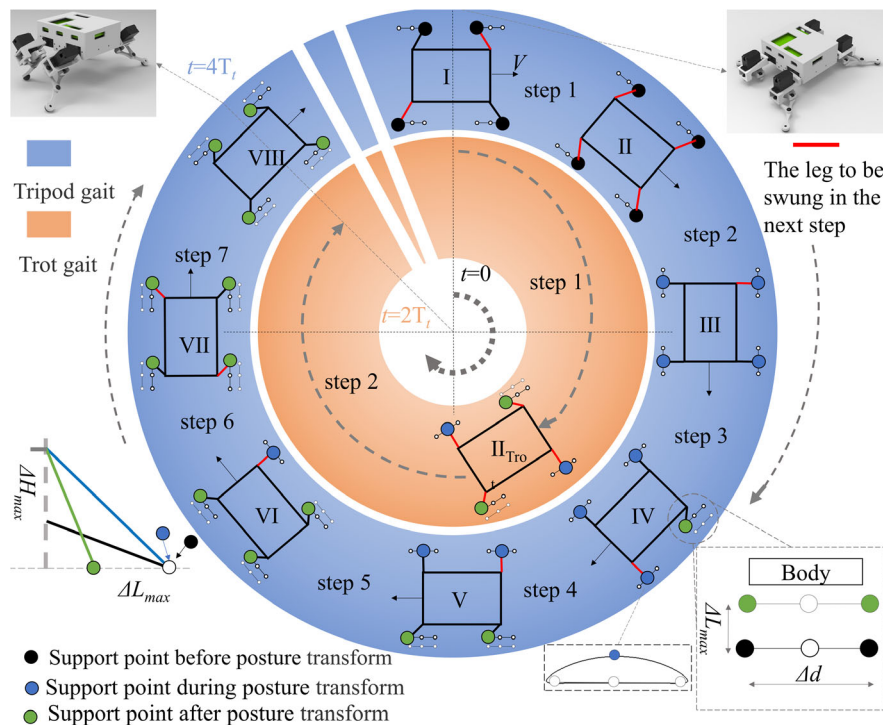 t=4Tt
I
V
step 1
II
VIII
Tripod gait
Trot gait
The leg to be
swung in the
next step
step 2
step 7
t=0
step 1
III
VII
t=2Tt
step 2
step 6
step 3
IITro
t
IV
VI
ΔHmax
ΔLmax
step 5
V
step 4
Body
ΔLmax
Δd
Support point before posture transform
Support point during posture transform
Support point after posture transform